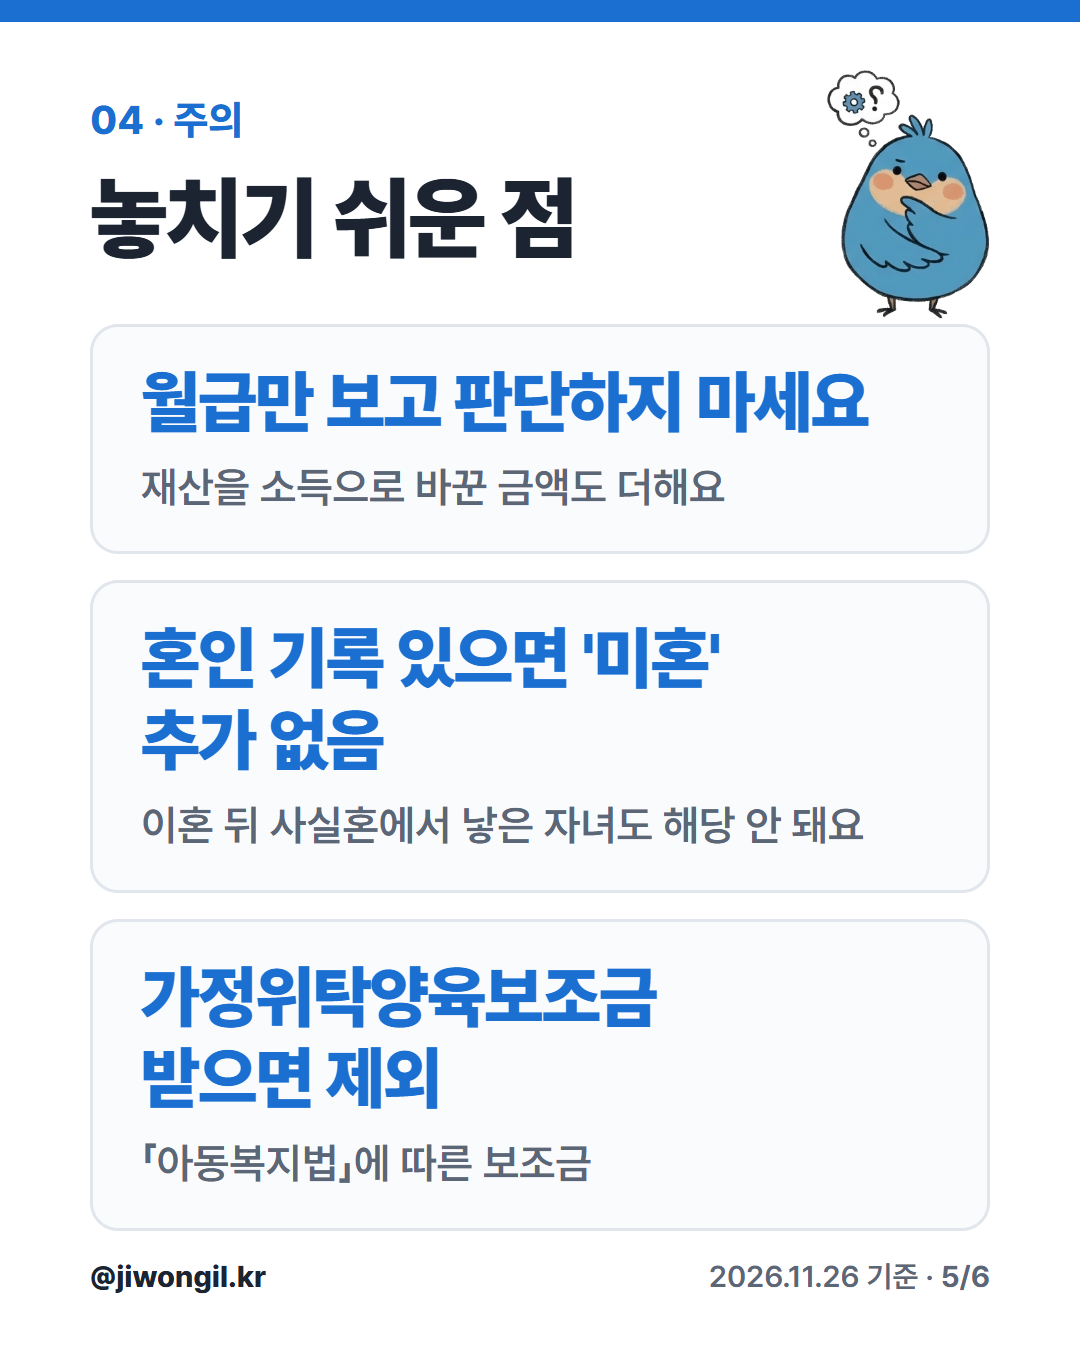 04 · 주의
놓치기 쉬운 점
?
월급만 보고 판단하지 마세요
재산을 소득으로 바꾼 금액도 더해요
혼인 기록 있으면 '미혼'
추가 없음
이혼 뒤 사실혼에서 낳은 자녀도 해당 안 돼요
가정위탁양육보조금
받으면 제외
「아동복지법」에 따른 보조금
@jiwongil.kr
2026.11.26 기준 · 5/6